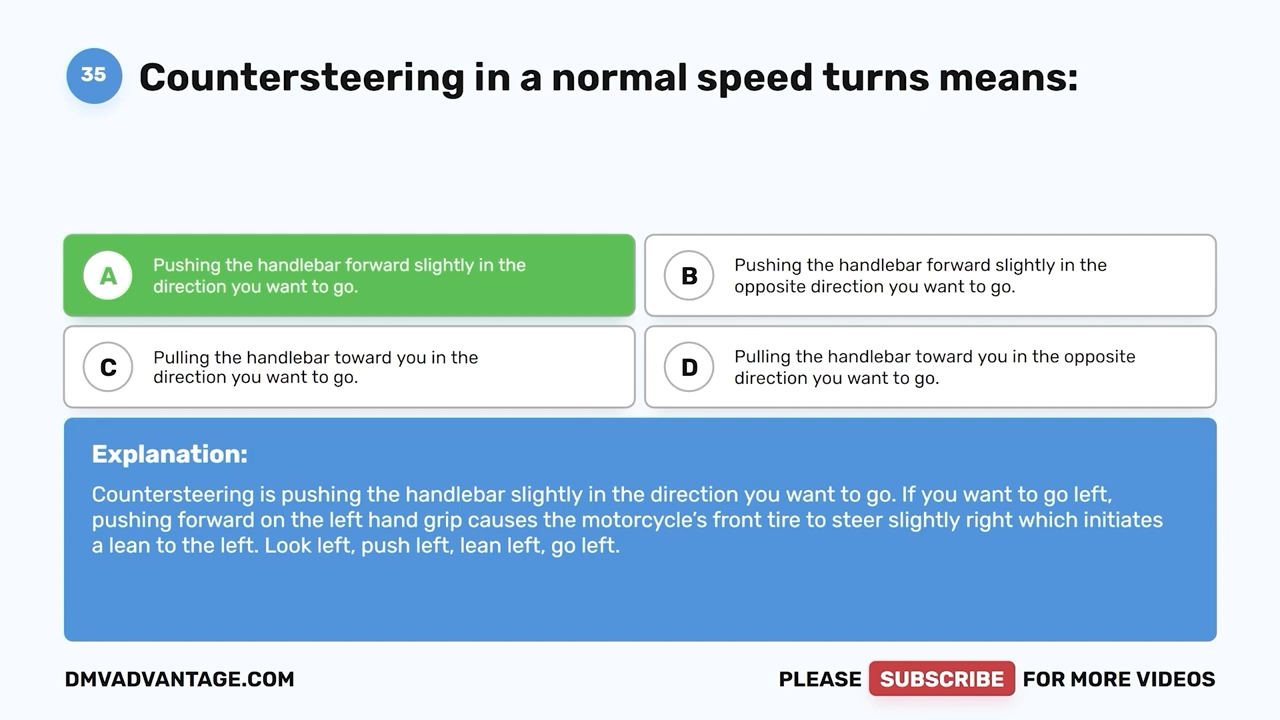 35 Countersteering in a normal speed turns means:
A Pushing the handlebar forward slightly in the
direction you want to go.
B Pushing the handlebar forward slightly in the
opposite direction you want to go.
C Pulling the handlebar toward you in the
direction you want to go.
D Pulling the handlebar toward you in the opposite
direction you want to go.
Explanation:
Countersteering is pushing the handlebar slightly in the direction you want to go. If you want to go left,
pushing forward on the left hand grip causes the motorcycle's front tire to steer slightly right which initiates
a lean to the left. Look left, push left, lean left, go left.
DMVADVANTAGE.COM
PLEASE SUBSCRIBE FOR MORE VIDEOS